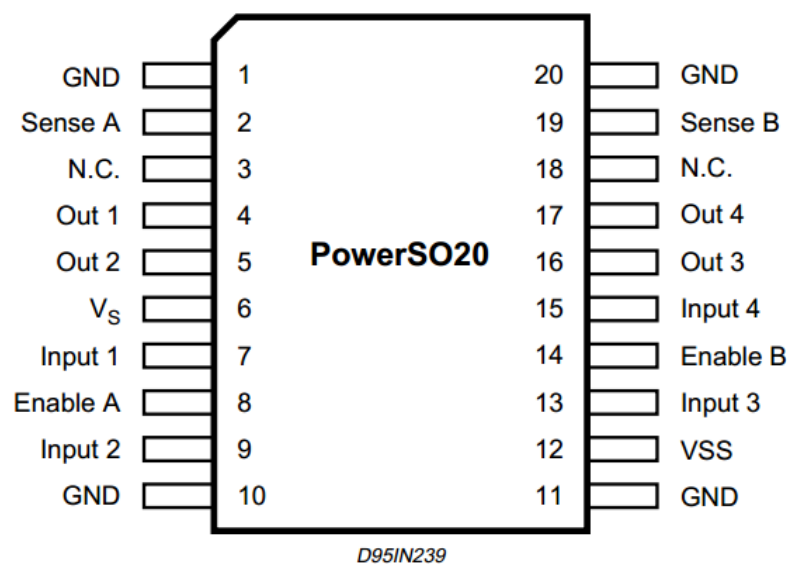 GND 1 20 GND
Sense A 2 19 Sense B
N.C. 3 18 N.C.
Out 1 4 17 Out 4
Out 2 5 PowerSO20 16 Out 3
VS 6 15 Input 4
Input 1 7 14 Enable B
Enable A 8 13 Input 3
Input 2 9 12 VSS
GND 10 11 GND
D95IN239